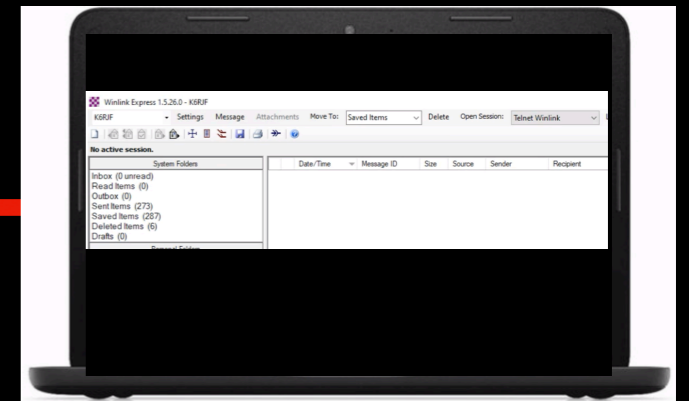 Winlink Express 1.5.26.0 - K6RJF
K6RJF Settings Message Attachments Move To: Saved Items Delete Open Session: Telnet Winlink
No active session.
System Folders
Date/Time Message ID Size Source Sender Recipient
Inbox (0 unread)
Read Items (0)
Outbox (0)
Sent Items (273)
Saved Items (287)
Deleted Items (6)
Drafts (0)